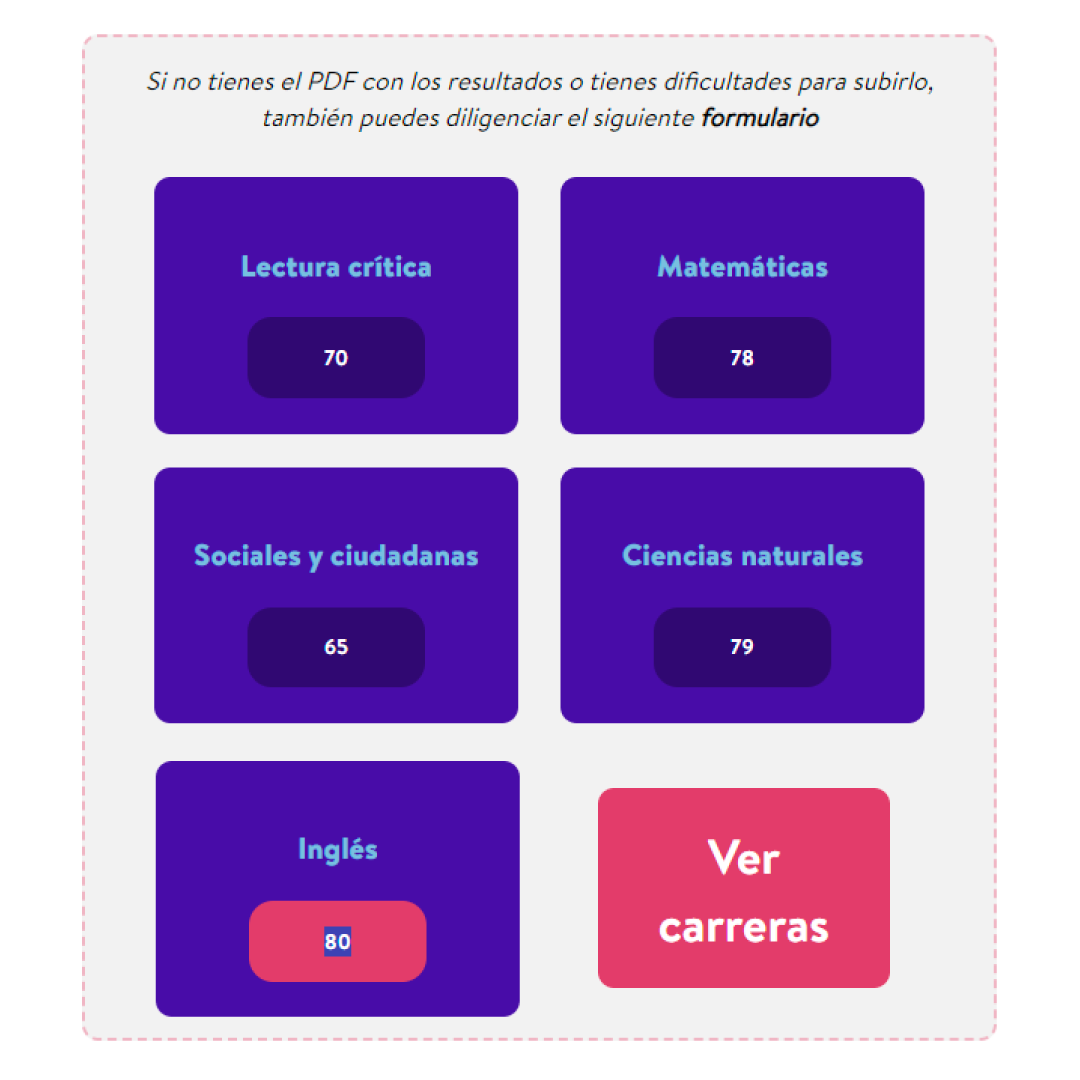 Si no tienes el PDF con los resultados o tienes dificultades para subirlo,
también puedes diligenciar el siguiente formulario
Lectura crítica
70
Matemáticas
78
Sociales y ciudadanas
65
Ciencias naturales
79
Inglés
80
Ver
carreras